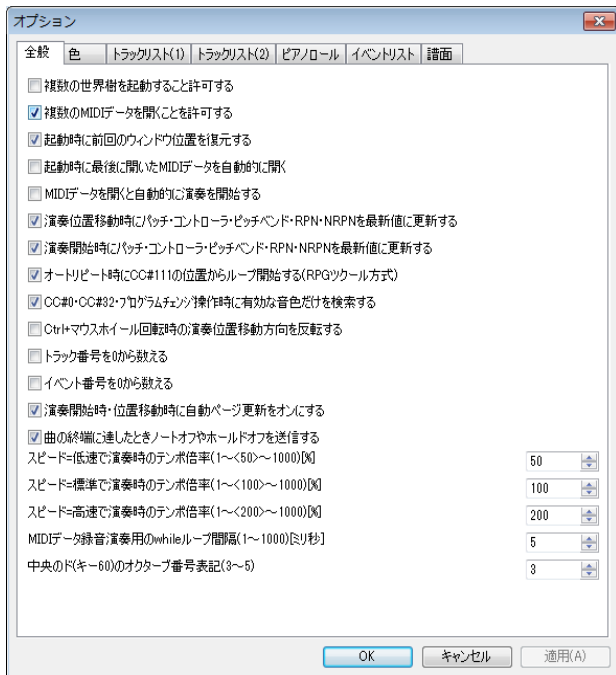 オプション
全般 色 トラックリスト(1) トラックリスト(2) ピアノロール イベントリスト 譜面
複数の世界樹を起動すること許可する
複数のMIDIデータを開くことを許可する
起動時に前回のウィンドウ位置を復元する
起動時に最後に開いたMIDIデータを自動的に開く
MIDIデータを開くと自動的に演奏を開始する
演奏位置移動時にパッチ・コントローラ・ピッチベンド・RPN・NRPNを最新値に更新する
演奏開始時にパッチ・コントローラ・ピッチベンド・RPN・NRPNを最新値に更新する
オートリピート時にCC#111の位置からループ開始する(RPGツクール方式)
CC#0・CC#32・プログラムチェンジ操作時に有効な音色だけを検索する
Ctrl+マウスホイール回転時の演奏位置移動方向を反転する
トラック番号を0から数える
イベント番号を0から数える
演奏開始時・位置移動時に自動ページ更新をオンにする
曲の終端に達したときノートオフやホールドオフを送信する
スピード=低速で演奏時のテンポ倍率(1~<50>~1000)[%] 50
スピード=標準で演奏時のテンポ倍率(1~<100>~1000)[%] 100
スピード=高速で演奏時のテンポ倍率(1~<200>~1000)[%] 200
MIDIデータ録音演奏用のwhileループ間隔(1~1000)[ミリ秒] 5
中央のド(キー60)のオクターブ番号表記(3~5) 3
OK キャンセル 適用(A)